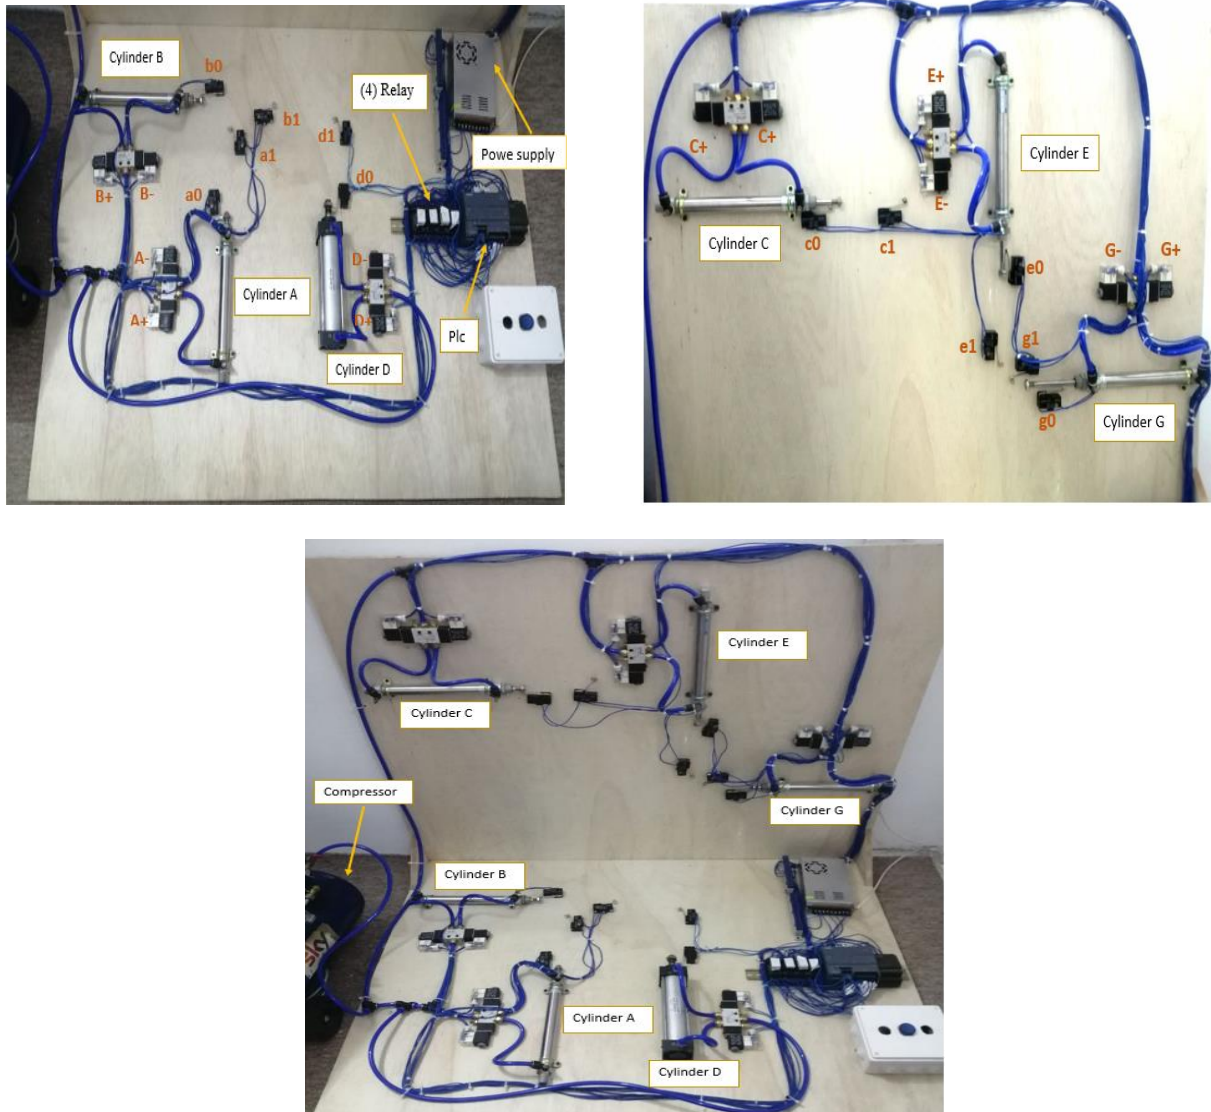 Cylinder B
b0
(4) Relay
b1
d1
a1
Powe supply
d0
B+
B-
a0
A-
D-
Cylinder A
A+
D+
Plc
Cylinder D
E+
C+
C+
Cylinder E
E-
Cylinder C
c0
c1
e0
G-
G+
e1
g1
g0
Cylinder G
Cylinder E
Cylinder C
Compressor
Cylinder G
Cylinder B
sky
Cylinder A
Cylinder D